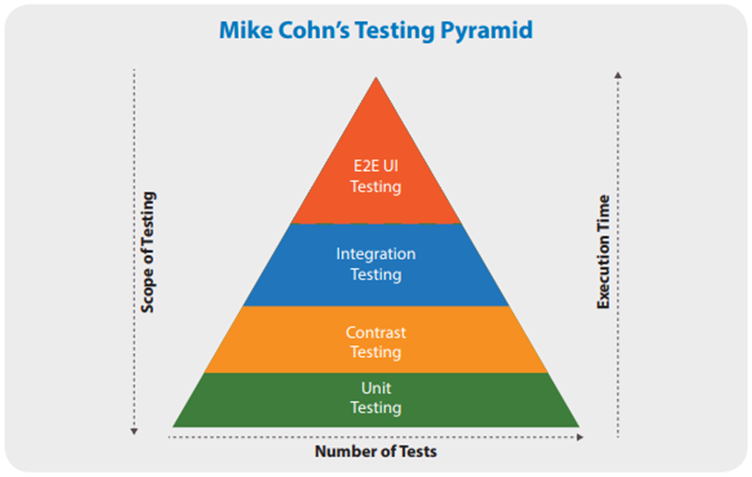 Mike Cohn's Testing Pyramid
E2E UI
Testing
Integration
Testing
Contrast
Testing
Unit
Testing
Scope of Testing
Execution Time
Number of Tests